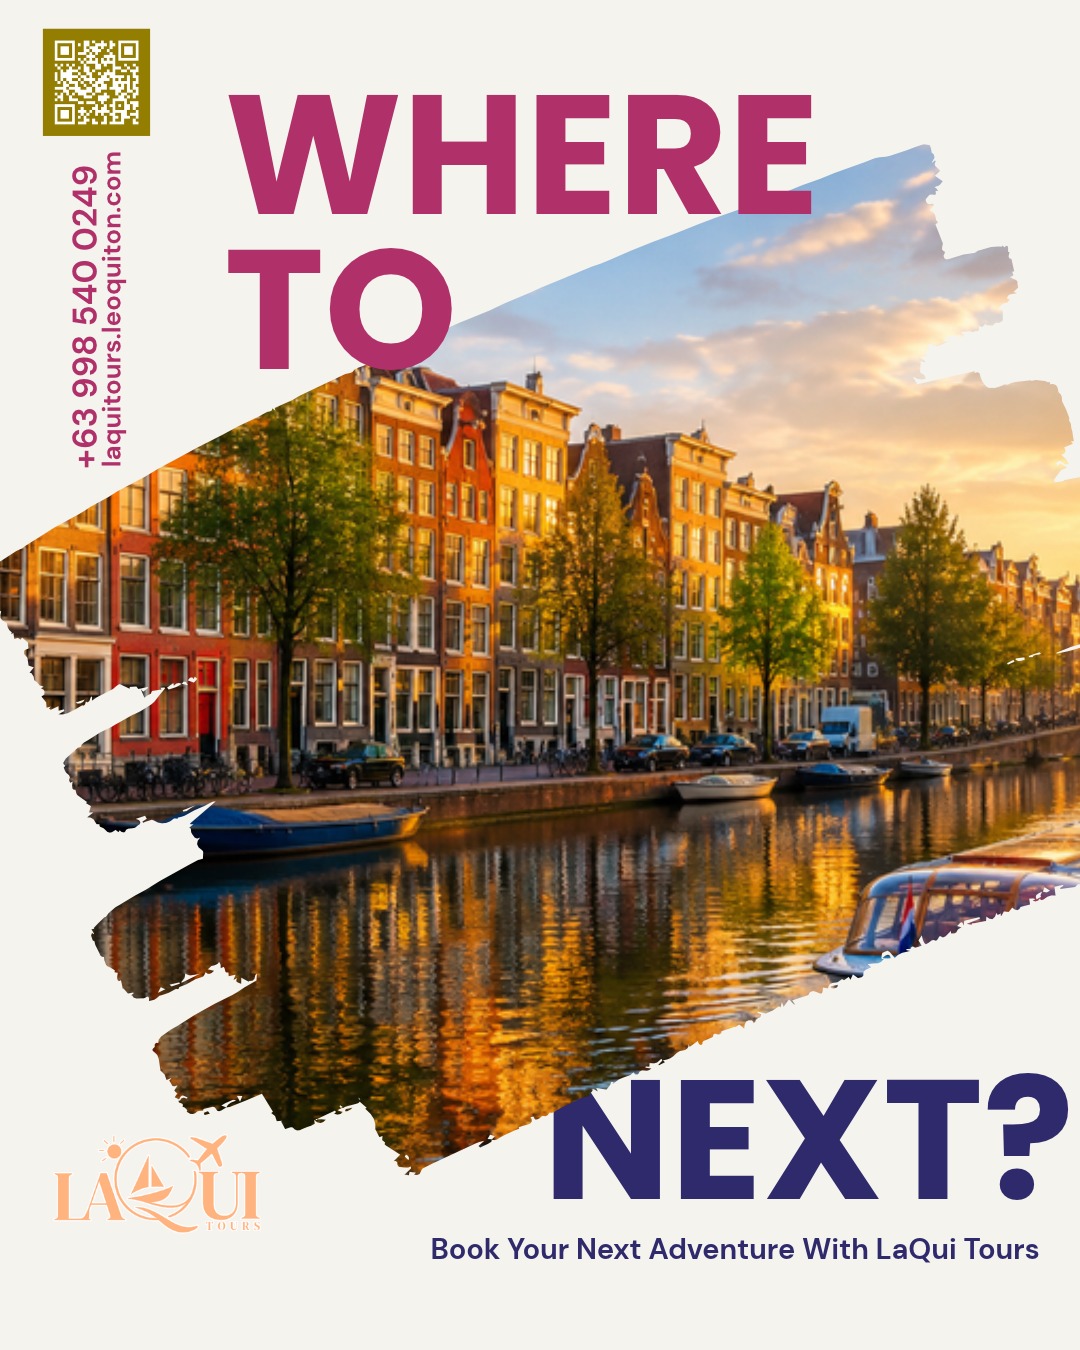 +63 998 540 0249
laquitours.leoquiton.com
WHERE
TO
NEXT?
LAQUI
TOURS
Book Your Next Adventure With LaQui Tours